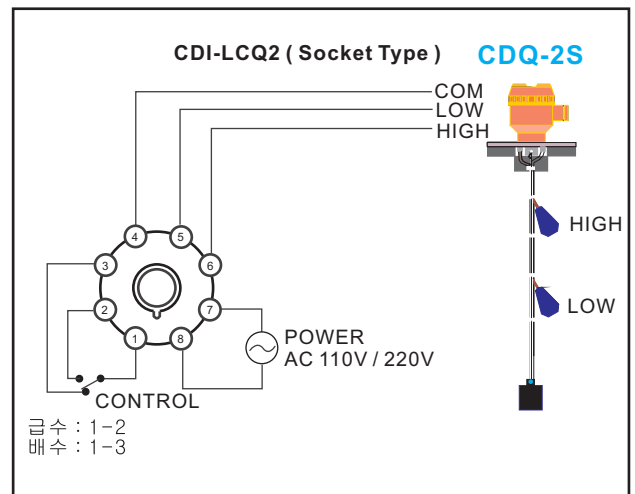 CDI-LCQ2 ( Socket Type ) CDQ-2S
COM
LOW
HIGH
4 5
3 6
2 7
1 8
HIGH
LOW
POWER
AC 110V / 220V
CONTROL
급수 : 1-2
배수 : 1-3